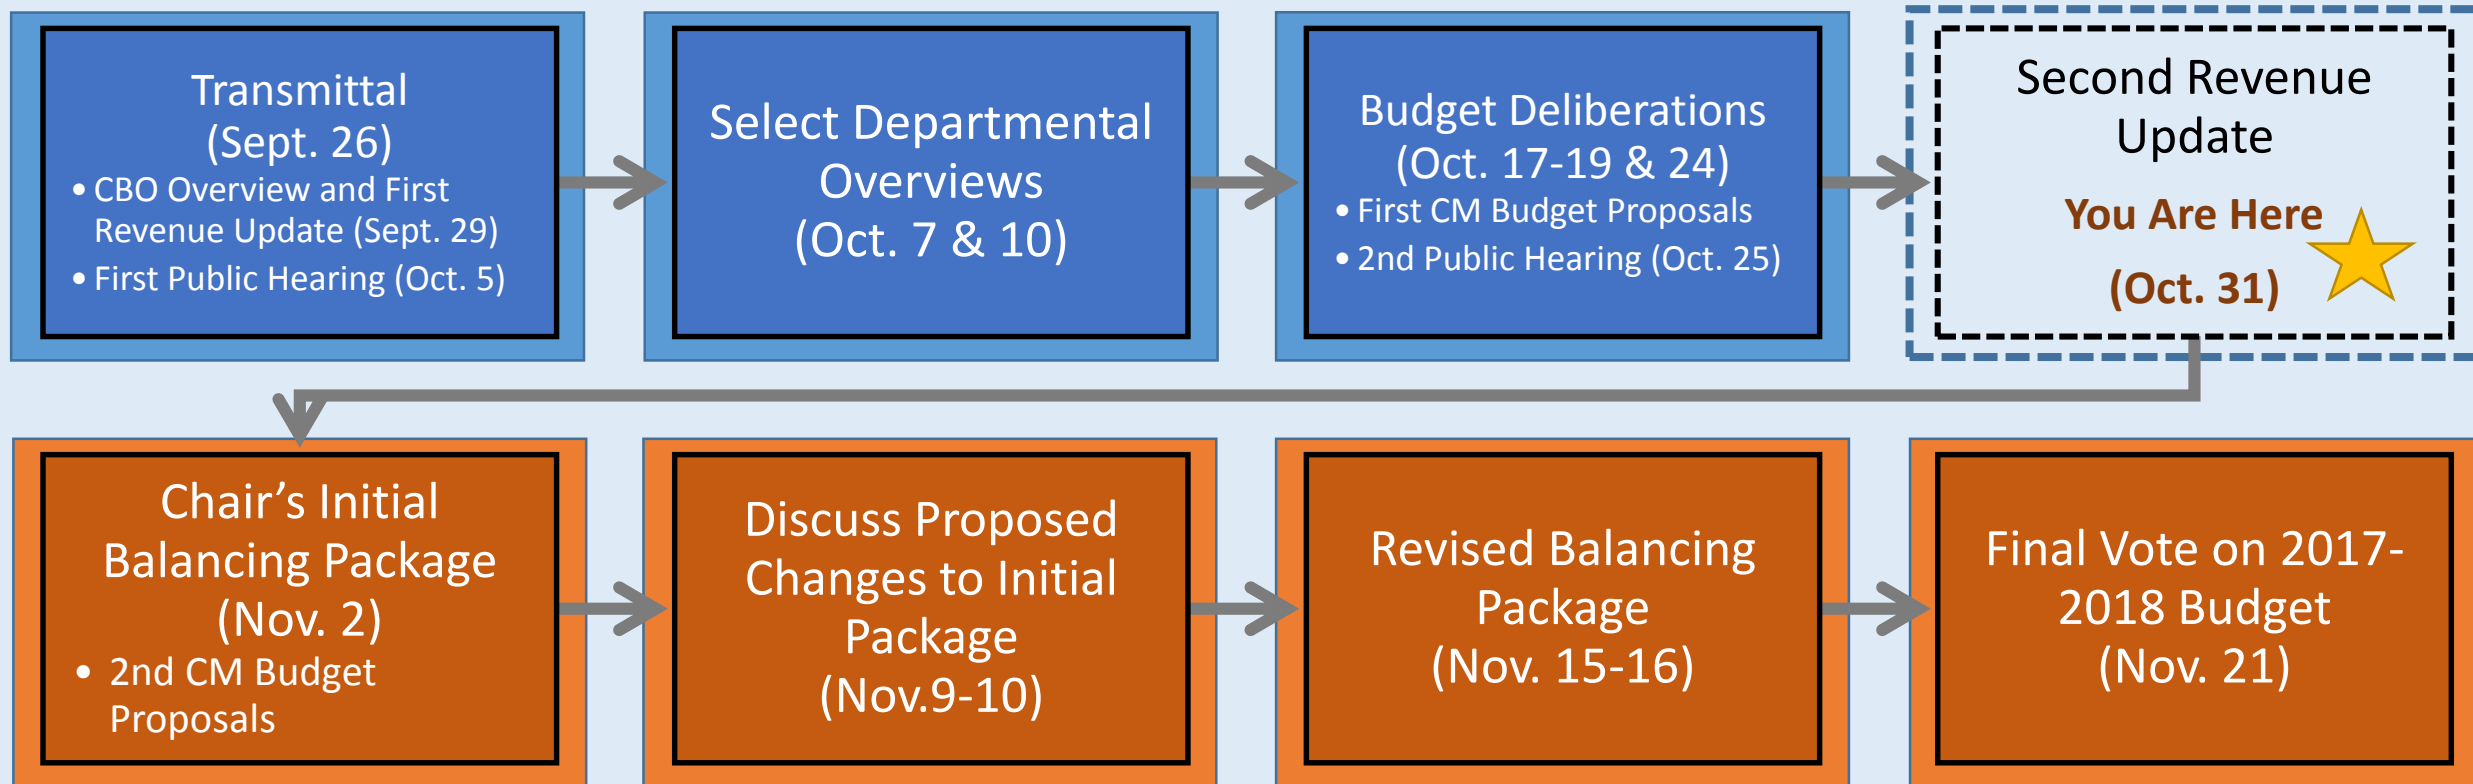 Transmittal
(Sept. 26)
• CBO Overview and First
Revenue Update (Sept. 29)
• First Public Hearing (Oct. 5)
Select Departmental
Overviews
(Oct. 7 & 10)
Budget Deliberations
(Oct. 17-19 & 24)
• First CM Budget Proposals
• 2nd Public Hearing (Oct. 25)
Second Revenue
Update
You Are Here
(Oct. 31)
Chair’s Initial
Balancing Package
(Nov. 2)
• 2nd CM Budget
Proposals
Discuss Proposed
Changes to Initial
Package
(Nov.9-10)
Revised Balancing
Package
(Nov. 15-16)
Final Vote on 2017-
2018 Budget
(Nov. 21)